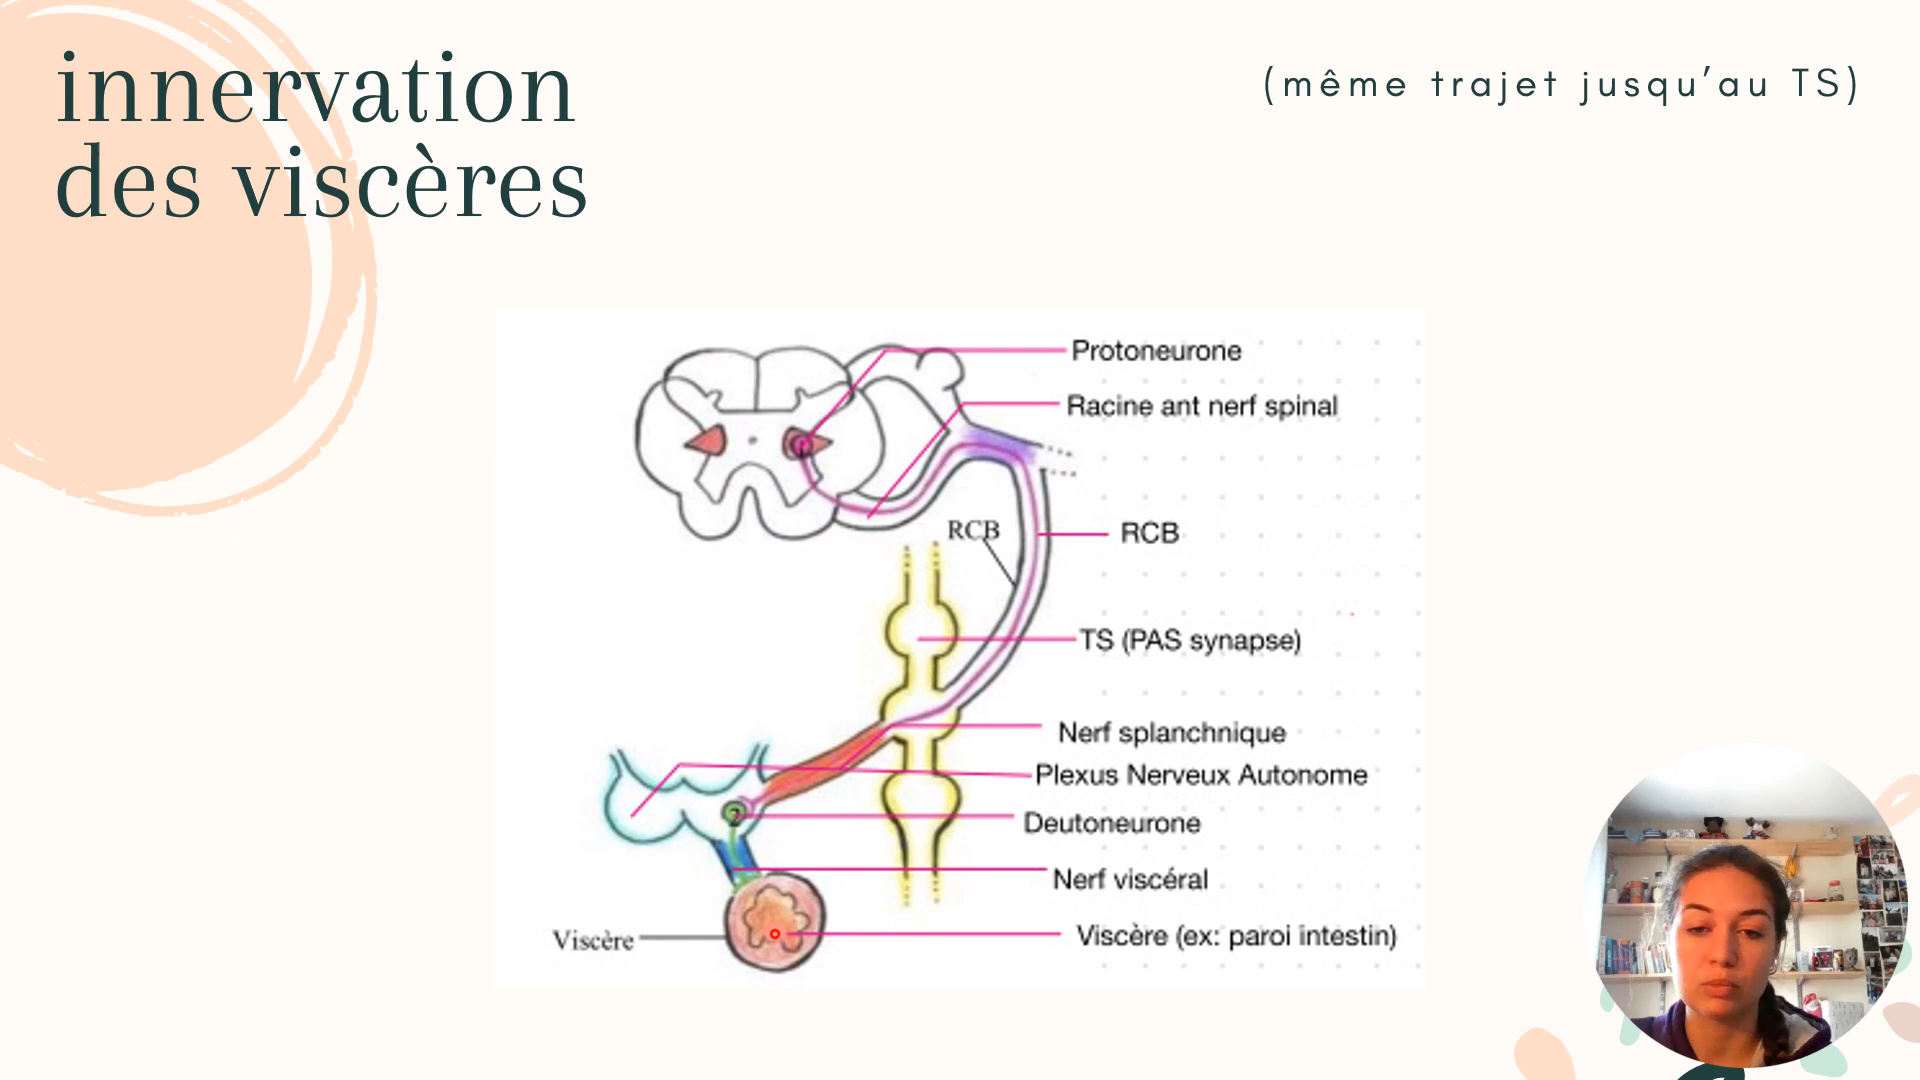 innervation
des viscères
(même trajet jusqu’au TS)
Protoneurone
Racine ant nerf spinal
RCB
RCB
TS (PAS synapse)
Nerf splanchnique
Plexus Nerveux Autonome
Deutoneurone
Nerf viscéral
Viscère
Viscère (ex: paroi intestin)